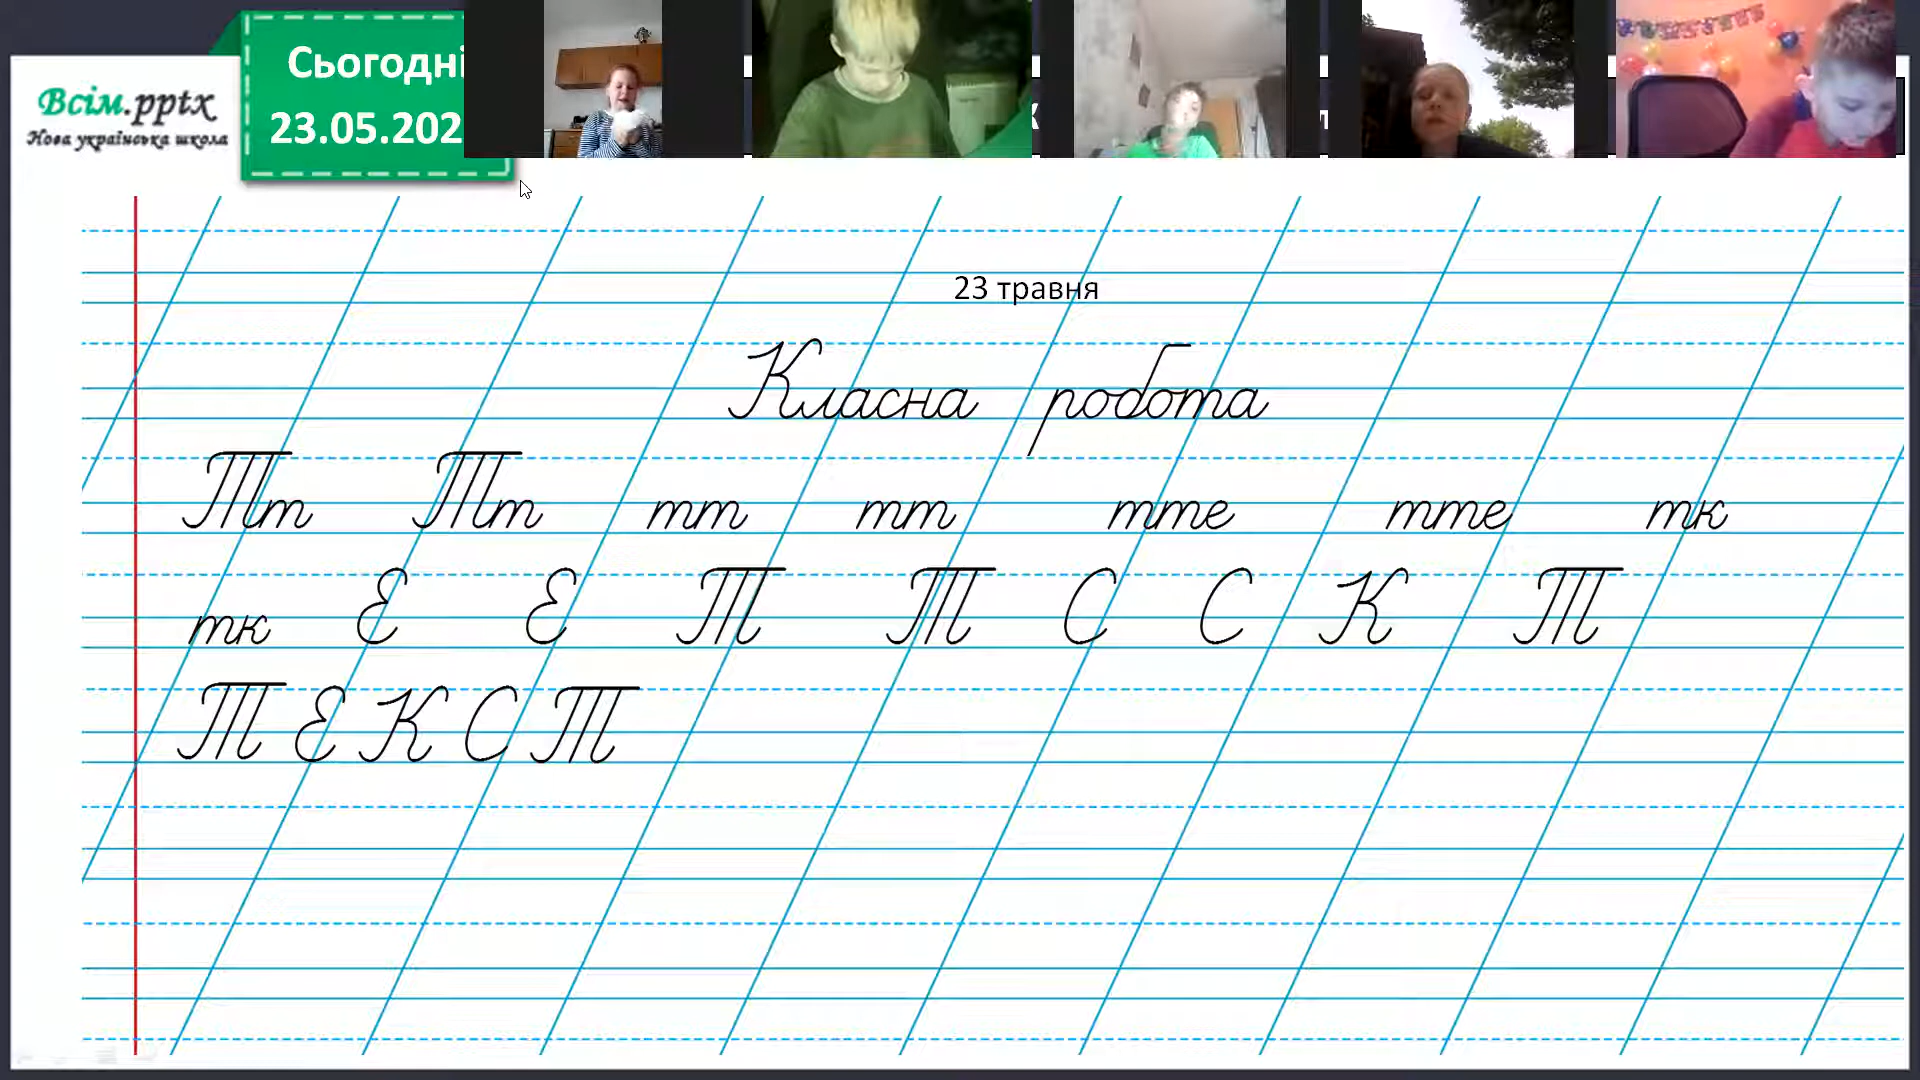 Сьогодні
23.05.202
Всім.pptx
Нова українська школа
23 травня
Класна робота
Тт Тт тт тт тте тте тк
тк Е Е Т Т С С К Т
Т Е К С Т